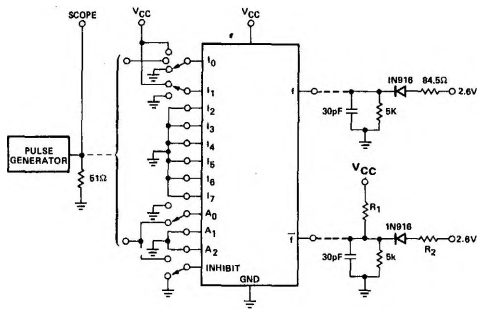 SCOPE
VCC
VCC
I0
I1
I2
I3
I4
I5
I6
I7
A0
A1
A2
INHIBIT
GND
PULSE
GENERATOR
51Ω
f
30pF
5K
1N916
84.5Ω
2.6V
VCC
R1
f̅
30pF
5k
1N916
R2
2.6V